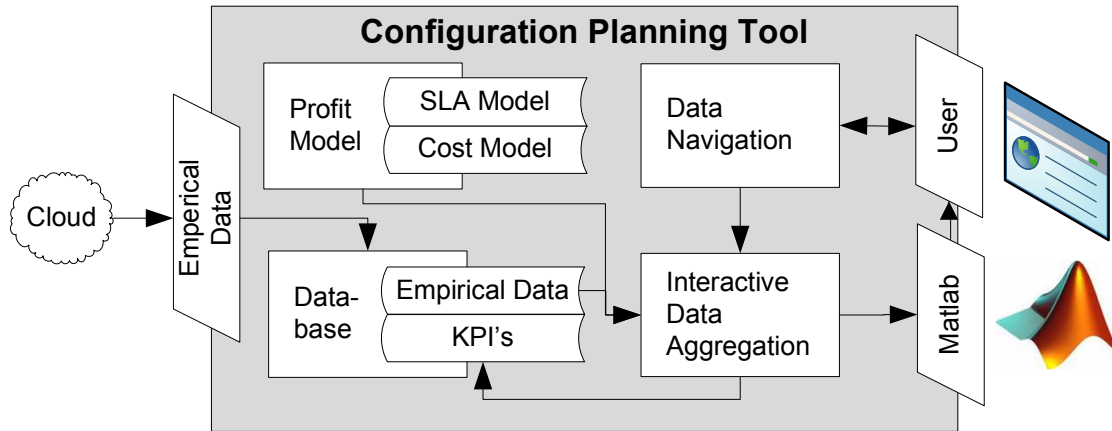 Configuration Planning Tool
Profit
Model
SLA Model
Cost Model
Data
Navigation
User
Cloud
Emperical
Data
Data-
base
Empirical Data
KPI's
Interactive
Data
Aggregation
Matlab